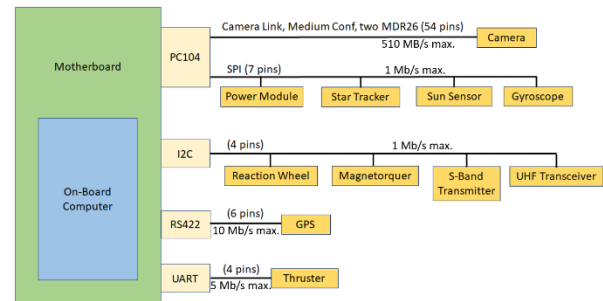 Camera Link, Medium Conf, two MDR26 (54 pins)
Camera
510 MB/s max.
Motherboard
PC104
SPI (7 pins)
1 Mb/s max.
Power Module
Star Tracker
Sun Sensor
Gyroscope
(4 pins)
1 Mb/s max.
I2C
Reaction Wheel
Magnetorquer
S-Band
Transmitter
UHF Transceiver
On-Board
Computer
(6 pins)
RS422
GPS
10 Mb/s max.
(4 pins)
UART
Thruster
5 Mb/s max.